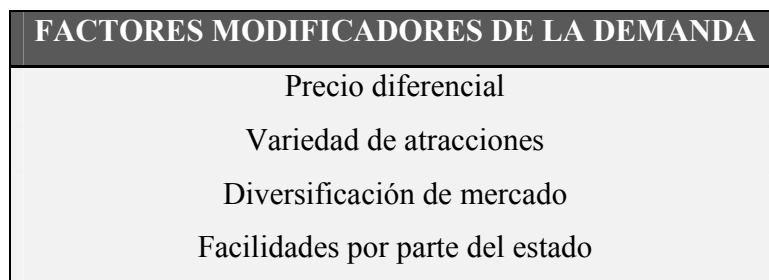 FACTORES MODIFICADORES DE LA DEMANDA
Precio diferencial
Variedad de atracciones
Diversificación de mercado
Facilidades por parte del estado